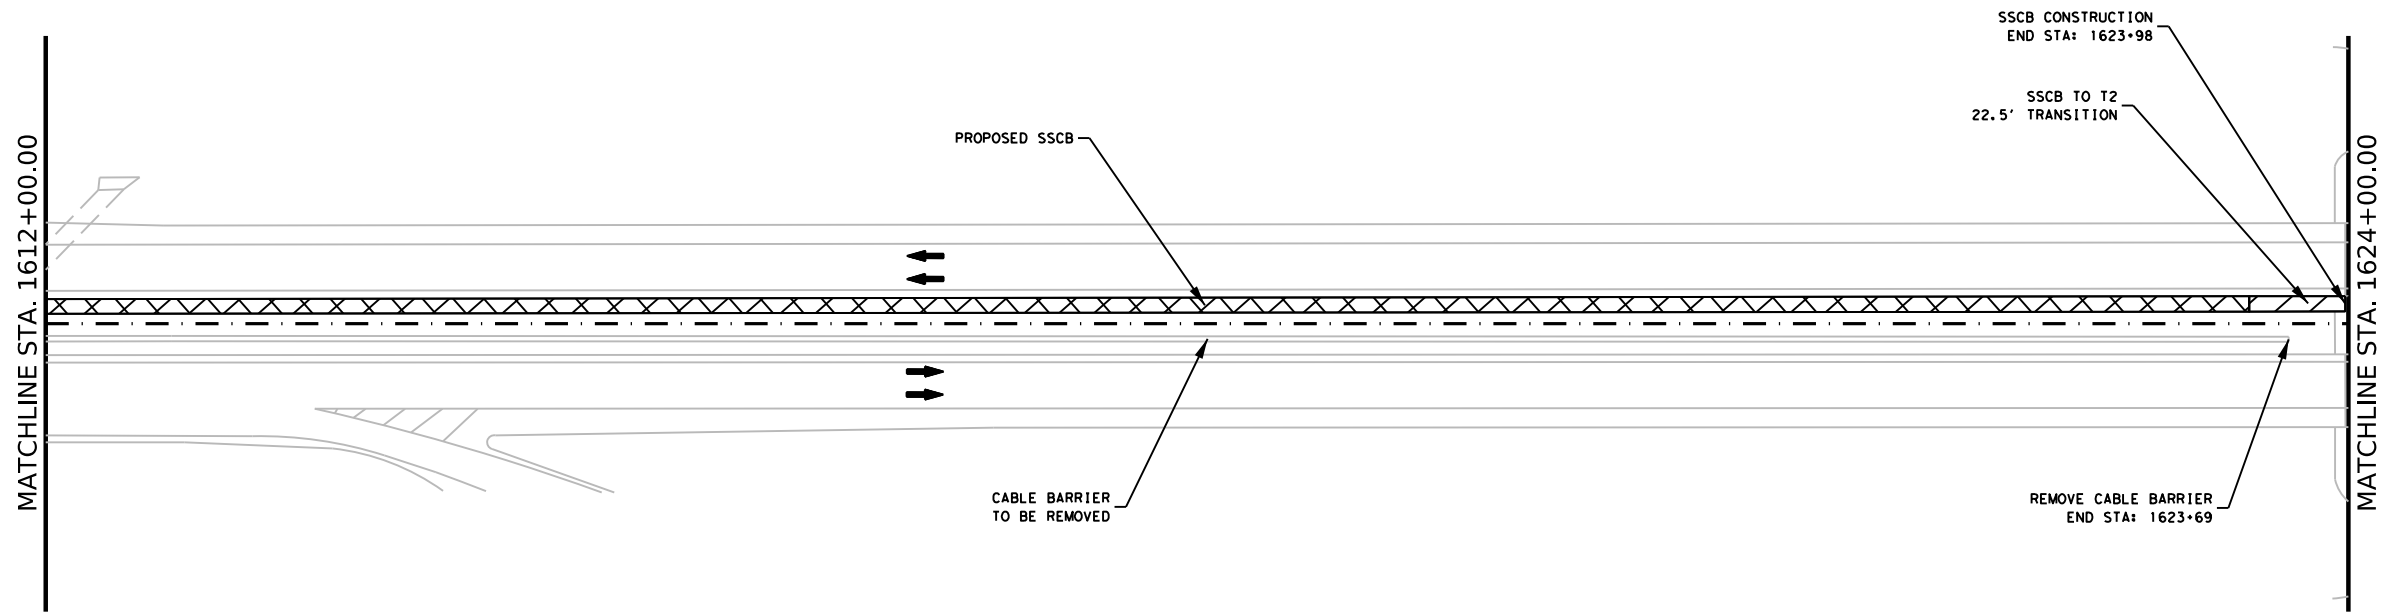 SSCB CONSTRUCTION
END STA: 1623+98
SSCB TO T2
22.5' TRANSITION
PROPOSED SSCB
MATCHLINE STA. 1612+00.00
MATCHLINE STA. 1624+00.00
CABLE BARRIER
TO BE REMOVED
REMOVE CABLE BARRIER
END STA: 1623+69